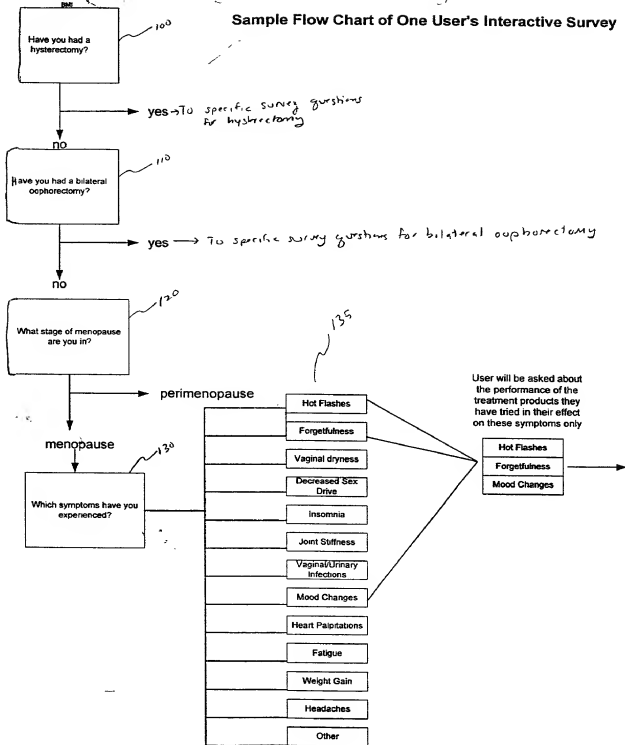 BMI
Sample Flow Chart of One User's Interactive Survey
Have you had a
hysterectomy?
100
yes → To specific survey questions
for hysterectomy
no
Have you had a bilateral
oophorectomy?
110
yes → To specific survey questions for bilateral oophorectomy
no
What stage of menopause
are you in?
120
perimenopause
menopause
Which symptoms have you
experienced?
130
135
Hot Flashes
Forgetfulness
Vaginal dryness
Decreased Sex
Drive
Insomnia
Joint Stiffness
Vaginal/Urinary
Infections
Mood Changes
Heart Palpitations
Fatigue
Weight Gain
Headaches
Other
User will be asked about
the performance of the
treatment products they
have tried in their effect
on these symptoms only
Hot Flashes
Forgetfulness
Mood Changes